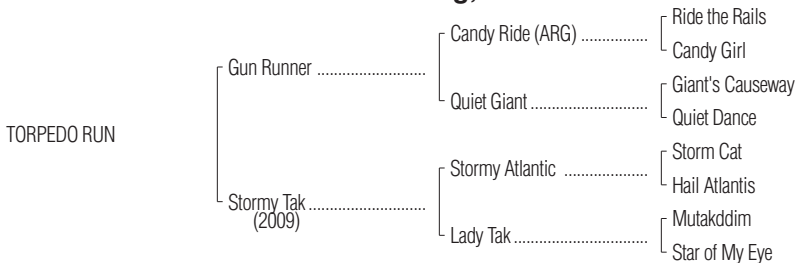 TORPEDO RUN
Gun Runner
Stormy Tak
(2009)
Candy Ride (ARG)
Quiet Giant
Stormy Atlantic
Lady Tak
Ride the Rails
Candy Girl
Giant's Causeway
Quiet Dance
Storm Cat
Hail Atlantis
Mutakddim
Star of My Eye